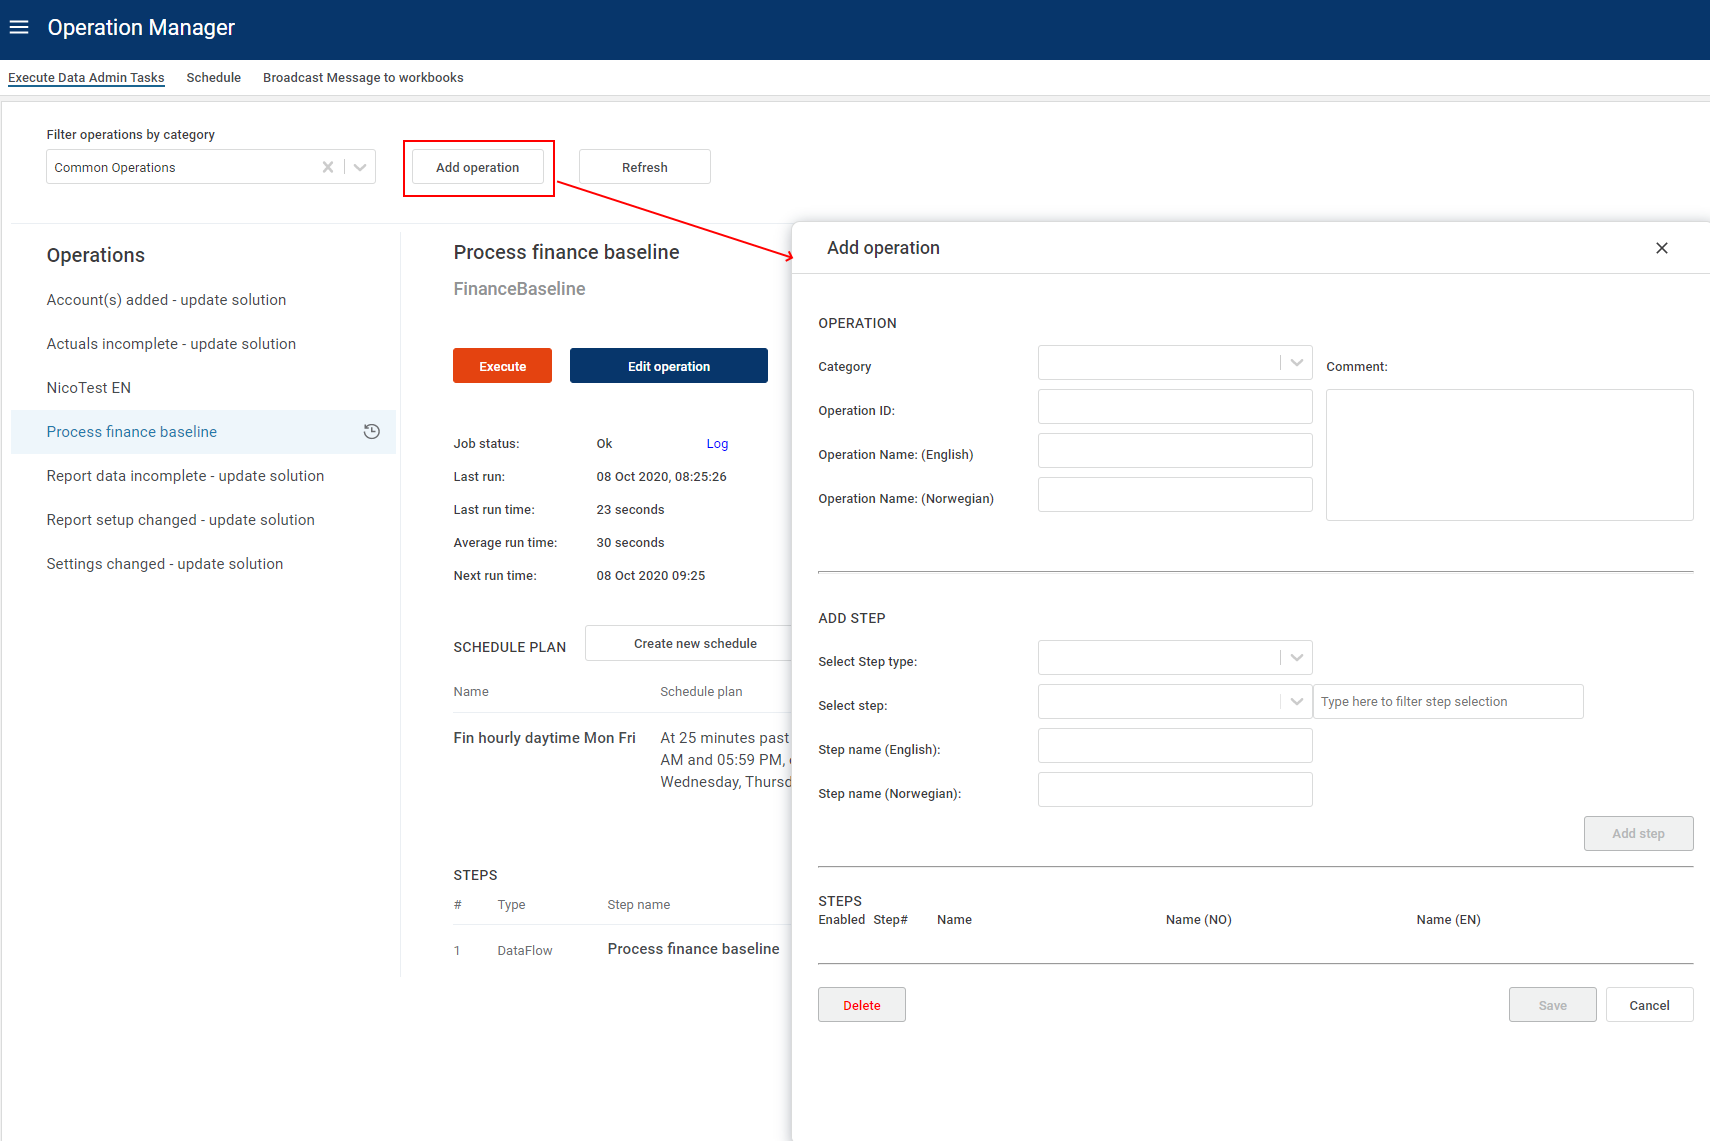 Operation Manager
Execute Data Admin Tasks
Schedule
Broadcast Message to workbooks
Filter operations by category
Common Operations
Add operation
Refresh
Operations
Account(s) added - update solution
Actuals incomplete - update solution
NicoTest EN
Process finance baseline
Report data incomplete - update solution
Report setup changed - update solution
Settings changed - update solution
Process finance baseline
FinanceBaseline
Execute
Edit operation
Job status: Ok Log
Last run: 08 Oct 2020, 08:25:26
Last run time: 23 seconds
Average run time: 30 seconds
Next run time: 08 Oct 2020 09:25
SCHEDULE PLAN
Create new schedule
Name Schedule plan
Fin hourly daytime Mon Fri
At 25 minutes past
AM and 05:59 PM,
Wednesday,
STEPS
# Type Step name
1 DataFlow Process finance baseline
Add operation
OPERATION
Category
Comment:
Operation ID:
Operation Name: (English)
Operation Name: (Norwegian)
ADD STEP
Select Step type:
Select step:
Type here to filter step selection
Step name (English):
Step name (Norwegian):
Add step
STEPS
Enabled Step# Name Name (NO) Name (EN)
Delete
Save
Cancel